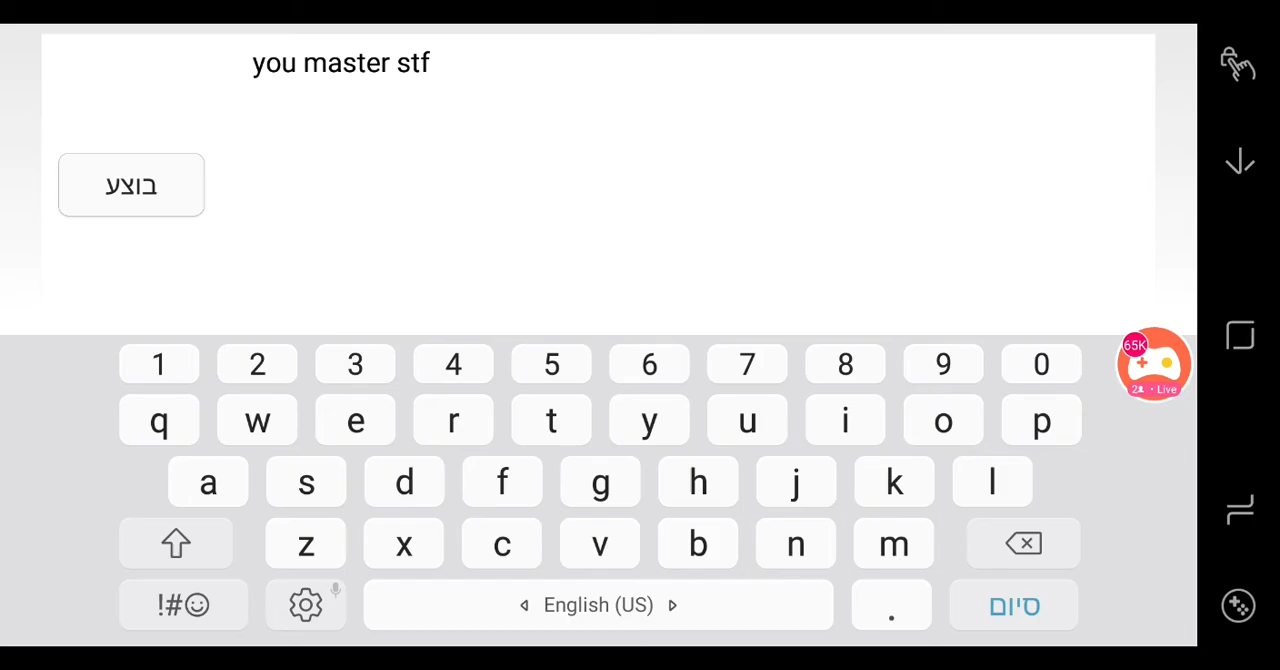 you master stf
בוצע
65K
2 • Live
1 2 3 4 5 6 7 8 9 0
q w e r t y u i o p
a s d f g h j k l
z x c v b n m
!#☺ English (US) . סיום